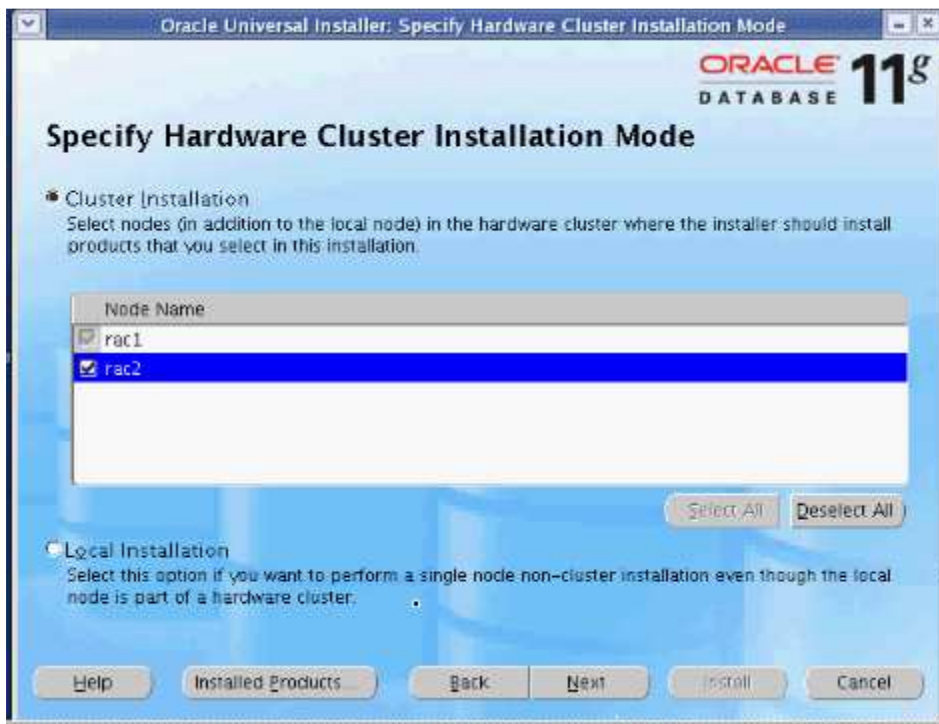 Oracle Universal Installer: Specify Hardware Cluster Installation Mode
ORACLE 11g
DATABASE
Specify Hardware Cluster Installation Mode
Cluster Installation
Select nodes (in addition to the local node) in the hardware cluster where the installer should install
products that you select in this installation.
Node Name
rac1
rac2
Select All
Deselect All
Local Installation
Select this option if you want to perform a single node non-cluster installation even though the local
node is part of a hardware cluster.
Help
Installed Products...
Back
Next
Install
Cancel